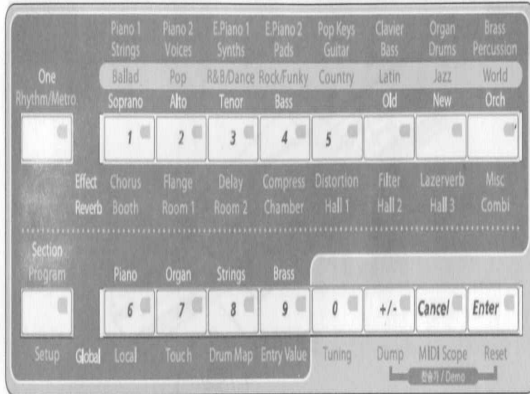 Piano 1 Piano 2 E.Piano 1 E.Piano 2 Pop Keys Clavier Organ Brass
Strings Voices Synths Pads Guitar Bass Drums Percussion
One Ballad Pop R&B/Dance Rock/Funky Country Latin Jazz World
Rhythm/Metro Soprano Alto Tenor Bass Old New Orch
1 2 3 4 5
Effect Chorus Flange Delay Compress Distortion Filter Lazerverb Misc
Reverb Booth Room 1 Room 2 Chamber Hall 1 Hall 2 Hall 3 Combi
Section
Program Piano Organ Strings Brass
6 7 8 9 0 +/- Cancel Enter
Setup Global Local Touch Drum Map Entry Value Tuning Dump MIDI Scope Reset
찬송가 / Demo